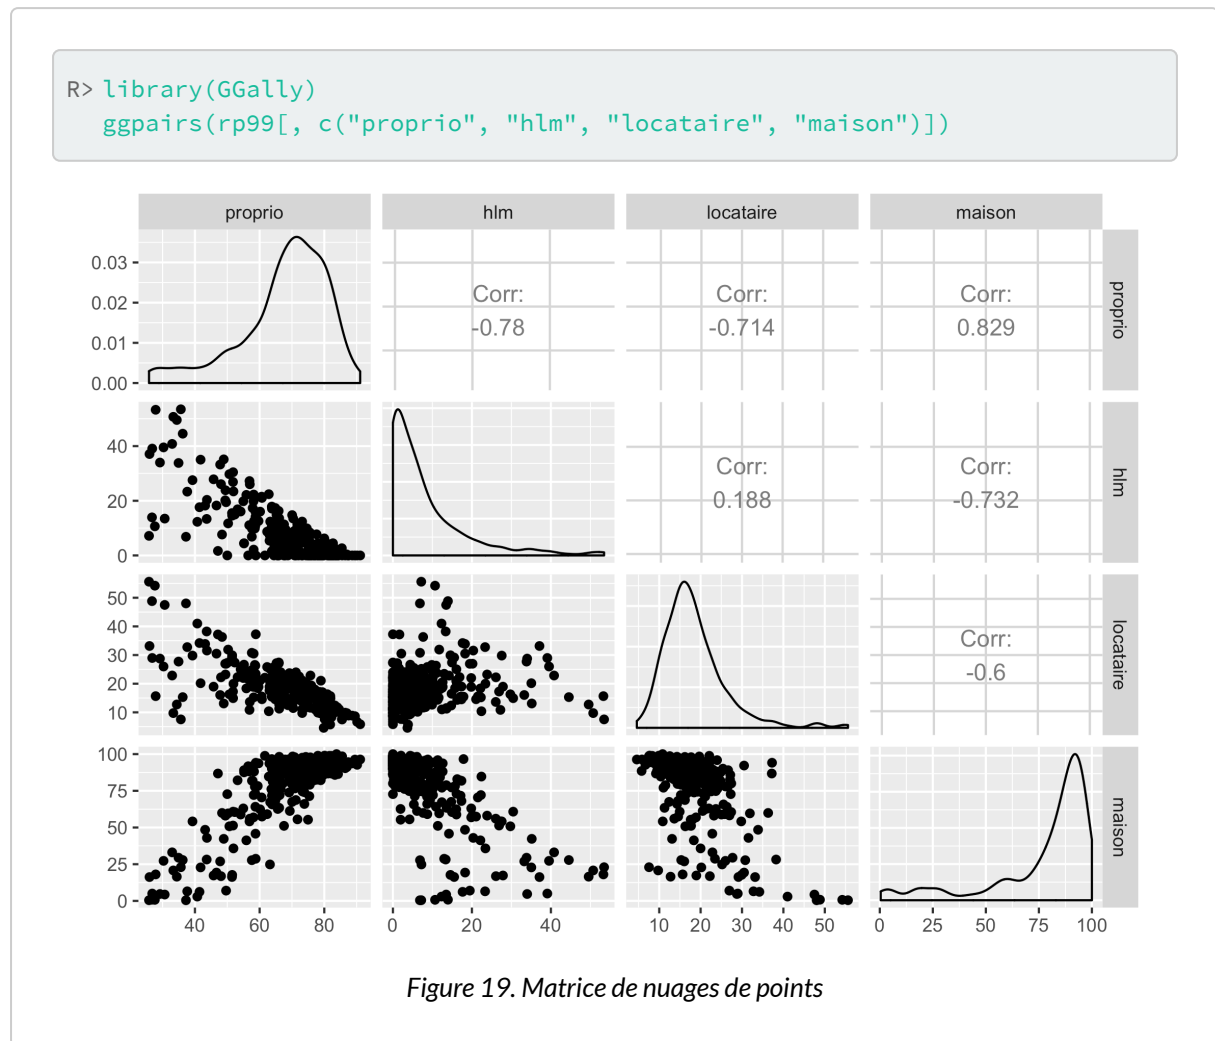 R> library(GGally)
ggpairs(rp99[, c("proprio", "hlm", "locataire", "maison")])
proprio hlm locataire maison
0.03
0.02
0.01
0.00
Corr:
-0.78
Corr:
-0.714
Corr:
0.829
proprio
40
20
0
Corr:
0.188
Corr:
-0.732
hlm
50
40
30
20
10
Corr:
-0.6
locataire
100
75
50
25
0
maison
40 60 80 0 20 40 10 20 30 40 50 0 25 50 75 100
Figure 19. Matrice de nuages de points